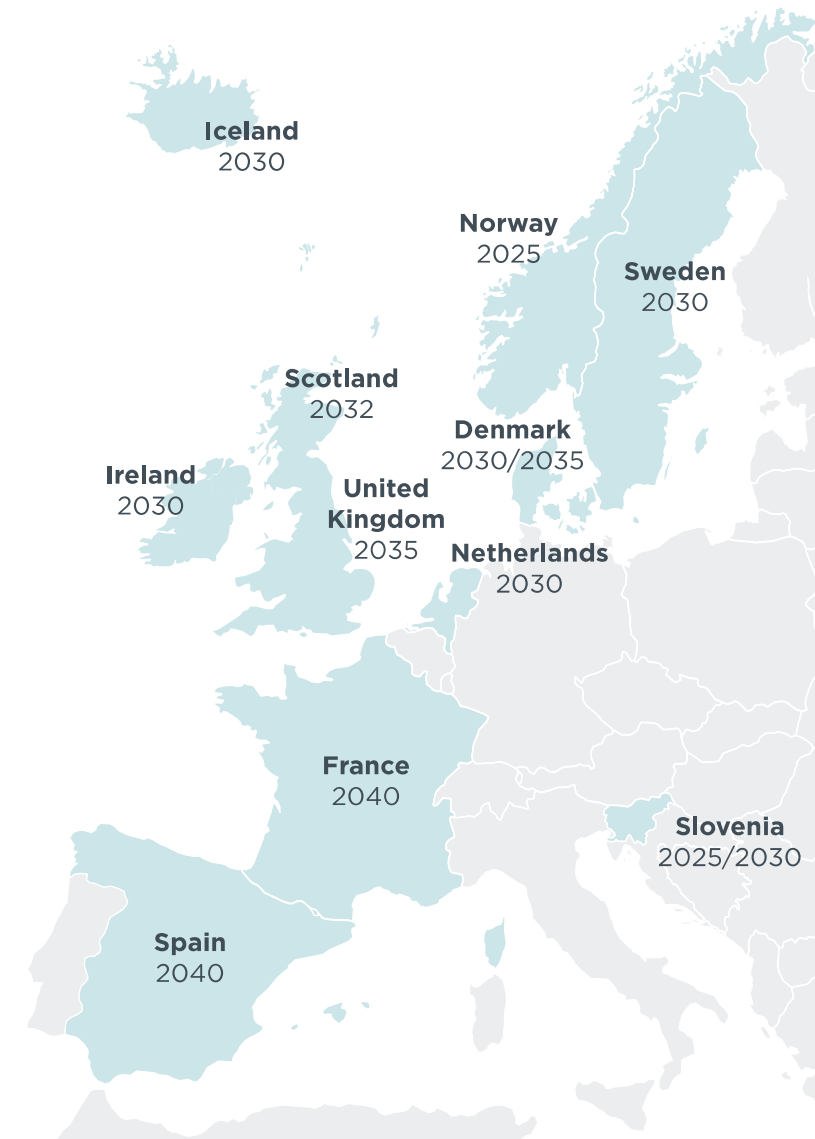 Iceland
2030
Norway
2025
Sweden
2030
Scotland
2032
Denmark
2030/2035
Ireland
2030
United
Kingdom
2035
Netherlands
2030
France
2040
Slovenia
2025/2030
Spain
2040